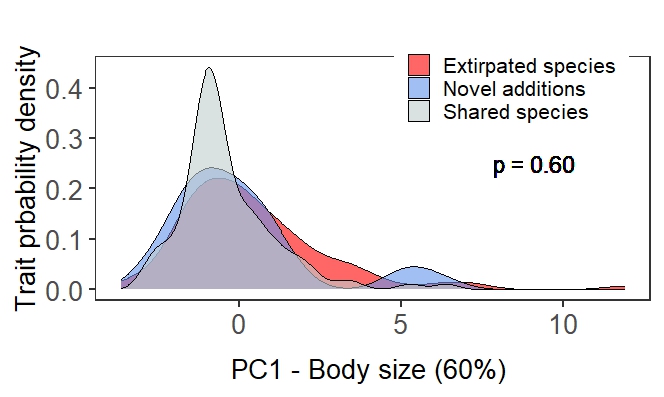 Extirpated species
Novel additions
Shared species
p = 0.60
Trait prbability density
0.4
0.3
0.2
0.1
0.0
0
5
10
PC1 - Body size (60%)